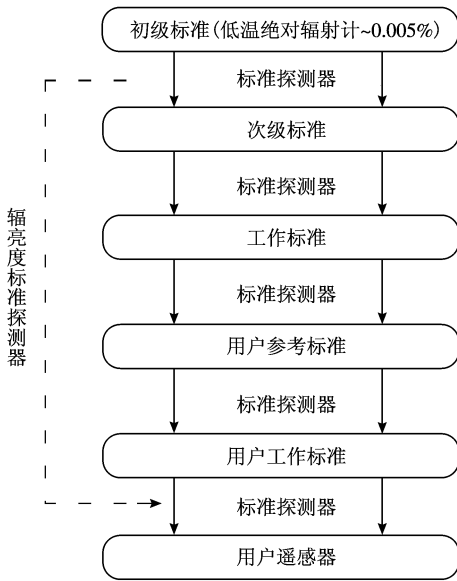 初级标准(低温绝对辐射计~0.005%)
标准探测器
次级标准
标准探测器
工作标准
标准探测器
用户参考标准
标准探测器
用户工作标准
标准探测器
用户遥感器
辐亮度标准探测器